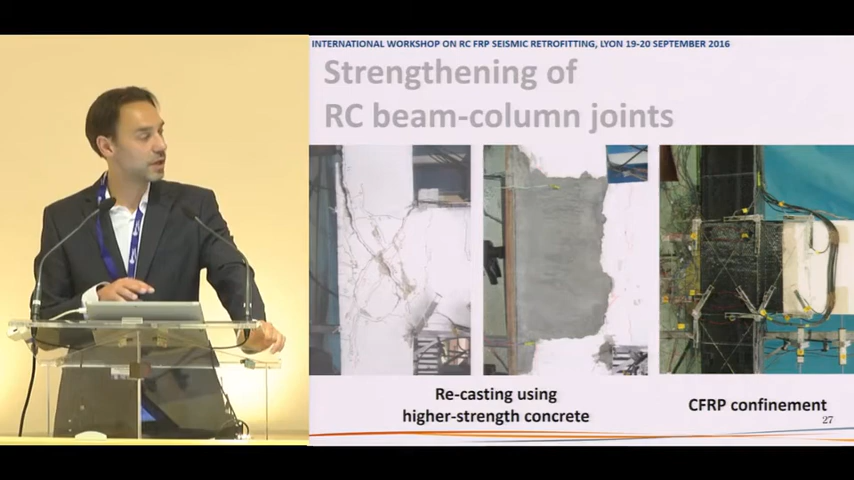 INTERNATIONAL WORKSHOP ON RC FRP SEISMIC RETROFITTING, LYON 19-20 SEPTEMBER 2016
Strengthening of
RC beam-column joints
Re-casting using
higher-strength concrete
CFRP confinement
27